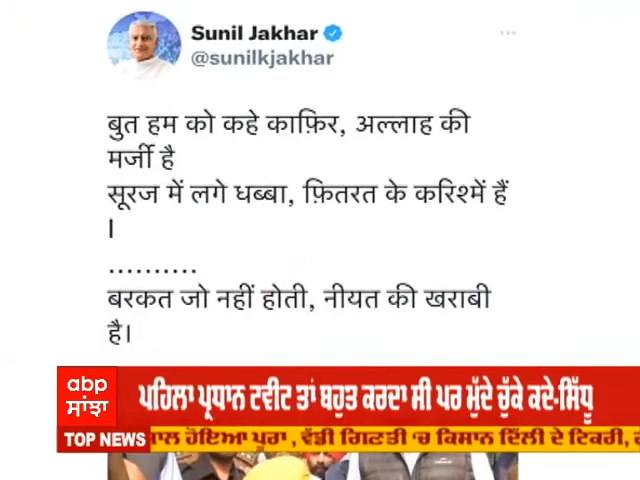 Sunil Jakhar
@sunilkjakhar
बुत हम को कहे काफ़िर, अल्लाह की
मर्जी है
सूरज में लगे धब्बा, फ़ितरत के करिश्में हैं
।
..........
बरकत जो नहीं होती, नीयत की खराबी
है।
abp
ਸਾਂਝਾ
ਪਹਿਲਾ ਪ੍ਰਧਾਨ ਟਵੀਟ ਤਾਂ ਬਹੁਤ ਕਰਦਾ ਸੀ ਪਰ ਮੁੱਦੇ ਚੁੱਕੇ ਕਦੇ-ਸਿੱਧੂ
TOP NEWS
ਹੋਇਆ ਪੂਰਾ , ਵੱਡੀ ਗਿਣਤੀ 'ਚ ਕਿਸਾਨ ਦਿੱਲੀ ਦੇ ਟਿਕਰੀ,